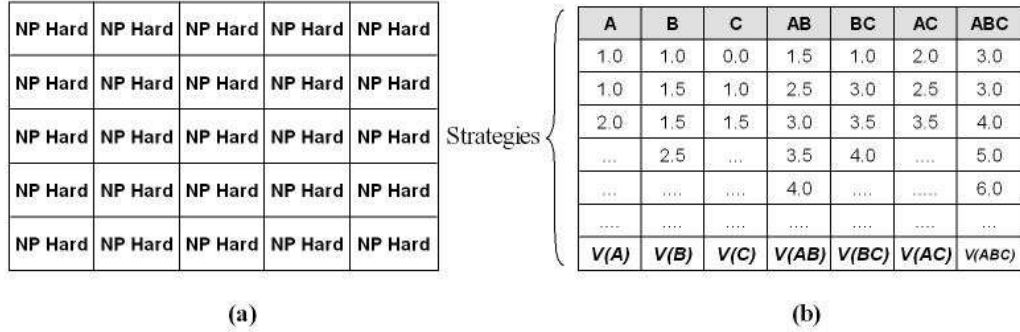 NP Hard NP Hard NP Hard NP Hard NP Hard
NP Hard NP Hard NP Hard NP Hard NP Hard
NP Hard NP Hard NP Hard NP Hard NP Hard
NP Hard NP Hard NP Hard NP Hard NP Hard
NP Hard NP Hard NP Hard NP Hard NP Hard
(a)
Strategies
A B C AB BC AC ABC
1.0 1.0 0.0 1.5 1.0 2.0 3.0
1.0 1.5 1.0 2.5 3.0 2.5 3.0
2.0 1.5 1.5 3.0 3.5 3.5 4.0
... 2.5 ... 3.5 4.0 .... 5.0
... .... .... 4.0 .... ..... 6.0
.... .... .... .... .... .... ...
V(A) V(B) V(C) V(AB) V(BC) V(AC) V(ABC)
(b)